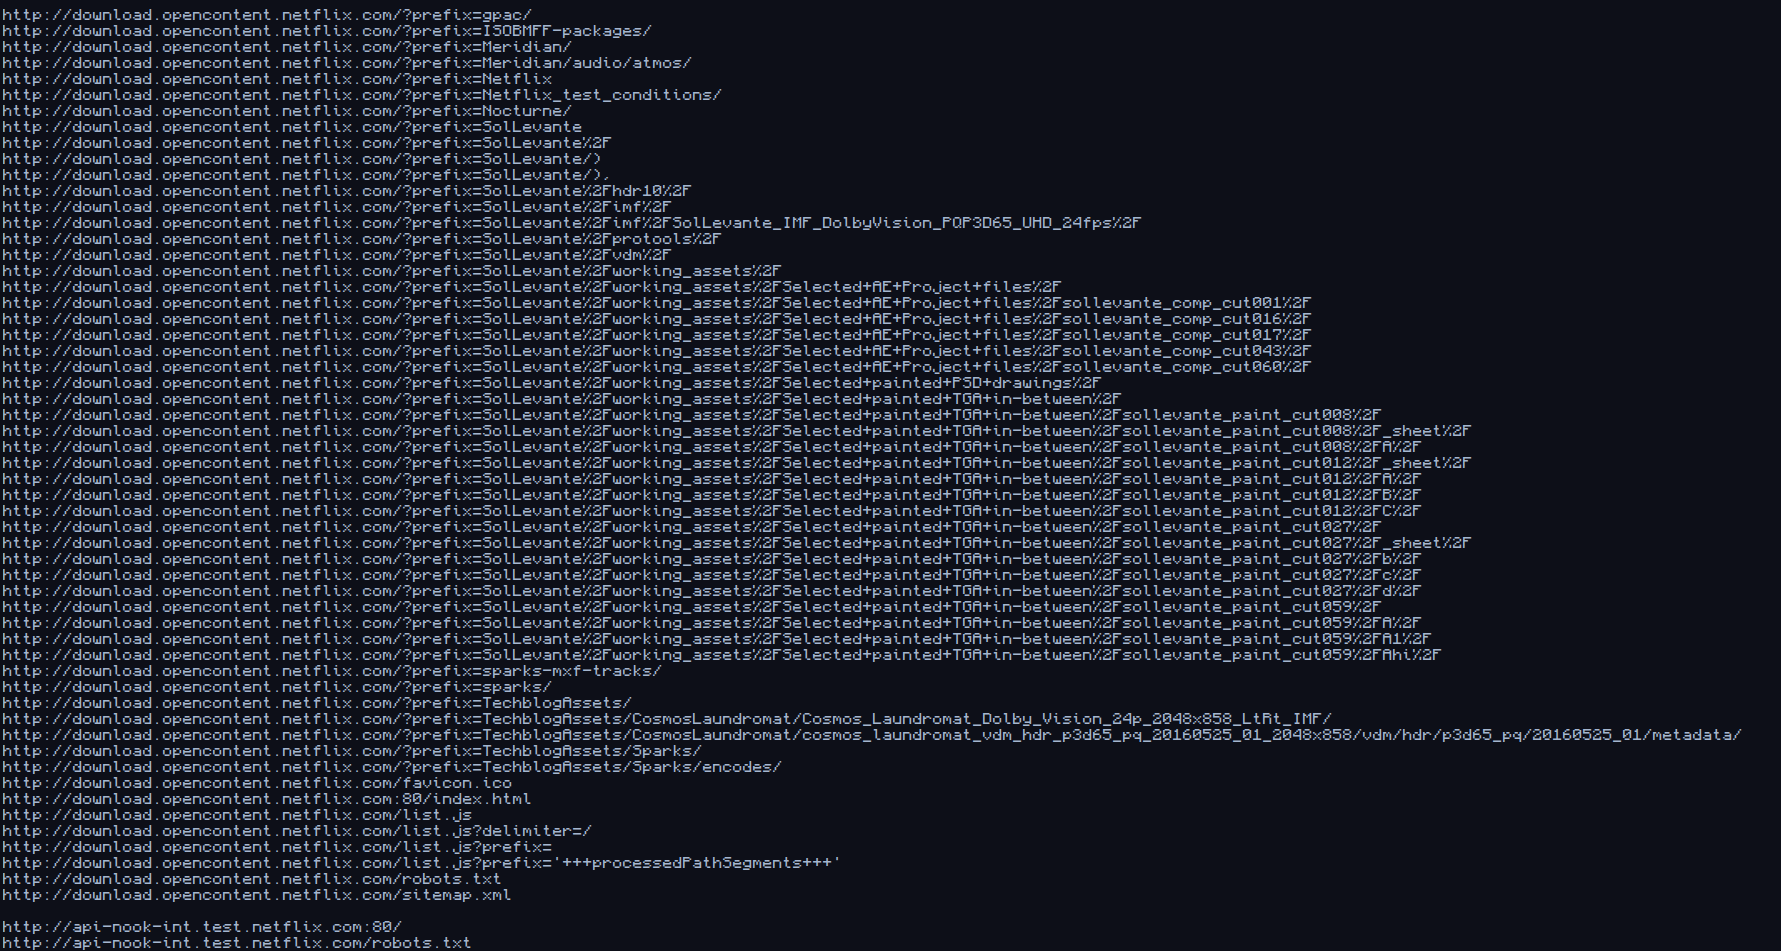 http://download.opencontent.netflix.com/?prefix=gpac/
http://download.opencontent.netflix.com/?prefix=ISOBMFF-packages/
http://download.opencontent.netflix.com/?prefix=Meridian/
http://download.opencontent.netflix.com/?prefix=Meridian/audio/atmos/
http://download.opencontent.netflix.com/?prefix=Netflix
http://download.opencontent.netflix.com/?prefix=Netflix_test_conditions/
http://download.opencontent.netflix.com/?prefix=Nocturne/
http://download.opencontent.netflix.com/?prefix=SolLevante
http://download.opencontent.netflix.com/?prefix=SolLevante%2F
http://download.opencontent.netflix.com/?prefix=SolLevante/)
http://download.opencontent.netflix.com/?prefix=SolLevante/),
http://download.opencontent.netflix.com/?prefix=SolLevante%2Fhdr10%2F
http://download.opencontent.netflix.com/?prefix=SolLevante%2Fimf%2F
http://download.opencontent.netflix.com/?prefix=SolLevante%2Fimf%2FSolLevante_IMF_DolbyVision_PQP3D65_UHD_24fps%2F
http://download.opencontent.netflix.com/?prefix=SolLevante%2Fprotools%2F
http://download.opencontent.netflix.com/?prefix=SolLevante%2Fvdm%2F
http://download.opencontent.netflix.com/?prefix=SolLevante%2Fworking_assets%2F
http://download.opencontent.netflix.com/?prefix=SolLevante%2Fworking_assets%2FSelected+AE+Project+files%2F
http://download.opencontent.netflix.com/?prefix=SolLevante%2Fworking_assets%2FSelected+AE+Project+files%2Fsollevante_comp_cut001%2F
http://download.opencontent.netflix.com/?prefix=SolLevante%2Fworking_assets%2FSelected+AE+Project+files%2Fsollevante_comp_cut016%2F
http://download.opencontent.netflix.com/?prefix=SolLevante%2Fworking_assets%2FSelected+AE+Project+files%2Fsollevante_comp_cut017%2F
http://download.opencontent.netflix.com/?prefix=SolLevante%2Fworking_assets%2FSelected+AE+Project+files%2Fsollevante_comp_cut043%2F
http://download.opencontent.netflix.com/?prefix=SolLevante%2Fworking_assets%2FSelected+AE+Project+files%2Fsollevante_comp_cut060%2F
http://download.opencontent.netflix.com/?prefix=SolLevante%2Fworking_assets%2FSelected+painted+PSD+drawings%2F
http://download.opencontent.netflix.com/?prefix=SolLevante%2Fworking_assets%2FSelected+painted+TGA+in-between%2F
http://download.opencontent.netflix.com/?prefix=SolLevante%2Fworking_assets%2FSelected+painted+TGA+in-between%2Fsollevante_paint_cut008%2F
http://download.opencontent.netflix.com/?prefix=SolLevante%2Fworking_assets%2FSelected+painted+TGA+in-between%2Fsollevante_paint_cut008%2F_sheet%2F
http://download.opencontent.netflix.com/?prefix=SolLevante%2Fworking_assets%2FSelected+painted+TGA+in-between%2Fsollevante_paint_cut008%2FA%2F
http://download.opencontent.netflix.com/?prefix=SolLevante%2Fworking_assets%2FSelected+painted+TGA+in-between%2Fsollevante_paint_cut012%2F_sheet%2F
http://download.opencontent.netflix.com/?prefix=SolLevante%2Fworking_assets%2FSelected+painted+TGA+in-between%2Fsollevante_paint_cut012%2FA%2F
http://download.opencontent.netflix.com/?prefix=SolLevante%2Fworking_assets%2FSelected+painted+TGA+in-between%2Fsollevante_paint_cut012%2FB%2F
http://download.opencontent.netflix.com/?prefix=SolLevante%2Fworking_assets%2FSelected+painted+TGA+in-between%2Fsollevante_paint_cut012%2FC%2F
http://download.opencontent.netflix.com/?prefix=SolLevante%2Fworking_assets%2FSelected+painted+TGA+in-between%2Fsollevante_paint_cut027%2F
http://download.opencontent.netflix.com/?prefix=SolLevante%2Fworking_assets%2FSelected+painted+TGA+in-between%2Fsollevante_paint_cut027%2F_sheet%2F
http://download.opencontent.netflix.com/?prefix=SolLevante%2Fworking_assets%2FSelected+painted+TGA+in-between%2Fsollevante_paint_cut027%2Fb%2F
http://download.opencontent.netflix.com/?prefix=SolLevante%2Fworking_assets%2FSelected+painted+TGA+in-between%2Fsollevante_paint_cut027%2Fc%2F
http://download.opencontent.netflix.com/?prefix=SolLevante%2Fworking_assets%2FSelected+painted+TGA+in-between%2Fsollevante_paint_cut027%2Fd%2F
http://download.opencontent.netflix.com/?prefix=SolLevante%2Fworking_assets%2FSelected+painted+TGA+in-between%2Fsollevante_paint_cut059%2F
http://download.opencontent.netflix.com/?prefix=SolLevante%2Fworking_assets%2FSelected+painted+TGA+in-between%2Fsollevante_paint_cut059%2FA%2F
http://download.opencontent.netflix.com/?prefix=SolLevante%2Fworking_assets%2FSelected+painted+TGA+in-between%2Fsollevante_paint_cut059%2FA1%2F
http://download.opencontent.netflix.com/?prefix=SolLevante%2Fworking_assets%2FSelected+painted+TGA+in-between%2Fsollevante_paint_cut059%2FAhi%2F
http://download.opencontent.netflix.com/?prefix=sparks-mxf-tracks/
http://download.opencontent.netflix.com/?prefix=sparks/
http://download.opencontent.netflix.com/?prefix=TechblogAssets/
http://download.opencontent.netflix.com/?prefix=TechblogAssets/CosmosLaundromat/Cosmos_Laundromat_Dolby_Vision_24p_2048x858_LtRt_IMF/
http://download.opencontent.netflix.com/?prefix=TechblogAssets/CosmosLaundromat/cosmos_laundromat_vdm_hdr_p3d65_pq_20160525_01_2048x858/vdm/hdr/p3d65_pq/20160525_01/metadata/
http://download.opencontent.netflix.com/?prefix=TechblogAssets/Sparks/
http://download.opencontent.netflix.com/?prefix=TechblogAssets/Sparks/encodes/
http://download.opencontent.netflix.com/favicon.ico
http://download.opencontent.netflix.com:80/index.html
http://download.opencontent.netflix.com/list.js
http://download.opencontent.netflix.com/list.js?delimiter=/
http://download.opencontent.netflix.com/list.js?prefix=
http://download.opencontent.netflix.com/list.js?prefix='+++processedPathSegments+++'
http://download.opencontent.netflix.com/robots.txt
http://download.opencontent.netflix.com/sitemap.xml
http://api-nook-int.test.netflix.com:80/
http://api-nook-int.test.netflix.com/robots.txt